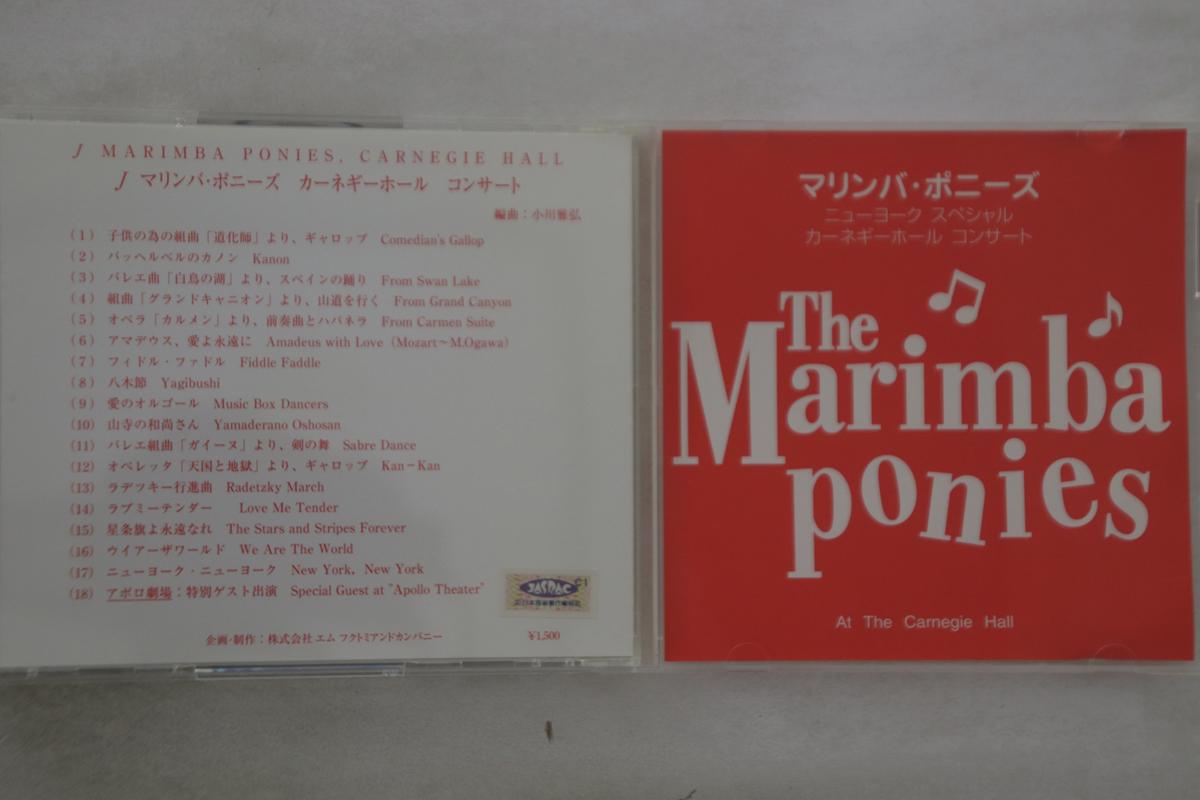 ♪ MARIMBA PONIES, CARNEGIE HALL
♪ マリンバ・ポニーズ カーネギーホール コンサート
編曲：小川雅弘
(1) 子供の為の組曲「道化師」より、ギャロップ Comedian's Gallop
(2) バッヘルベルのカノン Kanon
(3) バレエ曲「白鳥の湖」より、スペインの踊り From Swan Lake
(4) 組曲「グランドキャニオン」より、山道を行く From Grand Canyon
(5) オペラ「カルメン」より、前奏曲とハバネラ From Carmen Suite
(6) アマデウス、愛よ永遠に Amadeus with Love (Mozart〜M.Ogawa)
(7) フィドル・ファドル Fiddle Faddle
(8) 八木節 Yagibushi
(9) 愛のオルゴール Music Box Dancers
(10) 山寺の和尚さん Yamaderano Oshosan
(11) バレエ組曲「ガイーヌ」より、剣の舞 Sabre Dance
(12) オペレッタ「天国と地獄」より、ギャロップ Kan-Kan
(13) ラデツキー行進曲 Radetzky March
(14) ラブミーテンダー Love Me Tender
(15) 星条旗よ永遠なれ The Stars and Stripes Forever
(16) ウイアーザワールド We Are The World
(17) ニューヨーク・ニューヨーク New York, New York
(18) アポロ劇場：特別ゲスト出演 Special Guest at "Apollo Theater"
JASRAC
企画・制作：株式会社 エム フクトミアンドカンパニー
¥1,500
マリンバ・ポニーズ
ニューヨーク スペシャル
カーネギーホール コンサート
The
Marimba
ponies
At The Carnegie Hall